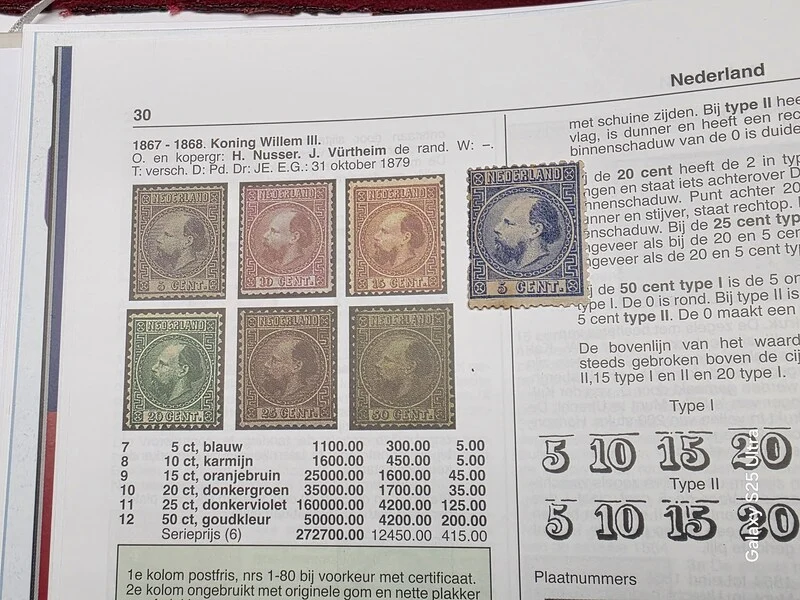 Nederland
30
1867 - 1868. Koning Willem III.
O. en kopergr: H. Nusser. J. Vürtheim de rand. W: –.
T: versch. D: Pd. Dr: JE. E.G.: 31 oktober 1879
NEDERLAND
5 CENT.
NEDERLAND
10 CENT.
NEDERLAND
15 CENT.
NEDERLAND
20 CENT.
NEDERLAND
25 CENT.
NEDERLAND
50 CENT.
7 5 ct, blauw 1100.00 300.00 5.00
8 10 ct, karmijn 1600.00 450.00 5.00
9 15 ct, oranjebruin 25000.00 1600.00 45.00
10 20 ct, donkergroen 35000.00 1700.00 35.00
11 25 ct, donkerviolet 160000.00 4200.00 125.00
12 50 ct, goudkleur 50000.00 4200.00 200.00
Serieprijs (6) 272700.00 12450.00 415.00
1e kolom postfris, nrs 1-80 bij voorkeur met certificaat.
2e kolom ongebruikt met originele gom en nette plakker
NEDERLAND
5 CENT.
met schuine zijden. Bij type II
vlag, is dunner en heeft een
binnenschaduw van de 0 is
de 20 cent heeft de 2 in
en staat iets achterover
Punt achter
en stijver, staat rechtop.
Bij de 25 cent
als bij de 20 en 5
als de 20 en 5 cent
de 50 cent type I is de 5
type I. De 0 is rond. Bij type II is
5 cent type II. De 0 maakt een
De bovenlijn van het
steeds gebroken boven de
II,15 type I en II en 20 type I.
Type I
5 10 15 20
Type II
5 10 15 20
Plaatnummers
Galaxy S25 Ultra